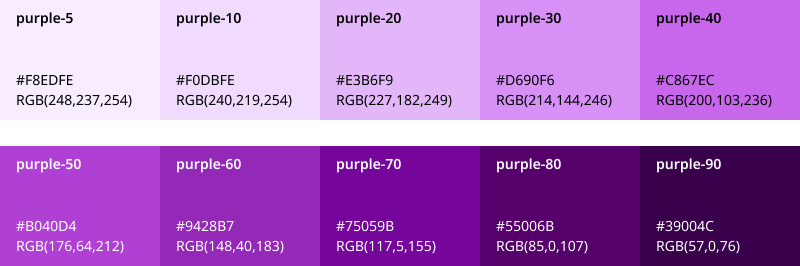 purple-5
#F8EDFE
RGB(248,237,254)
purple-10
#F0DBFE
RGB(240,219,254)
purple-20
#E3B6F9
RGB(227,182,249)
purple-30
#D690F6
RGB(214,144,246)
purple-40
#C867EC
RGB(200,103,236)
purple-50
#B040D4
RGB(176,64,212)
purple-60
#9428B7
RGB(148,40,183)
purple-70
#75059B
RGB(117,5,155)
purple-80
#55006B
RGB(85,0,107)
purple-90
#39004C
RGB(57,0,76)